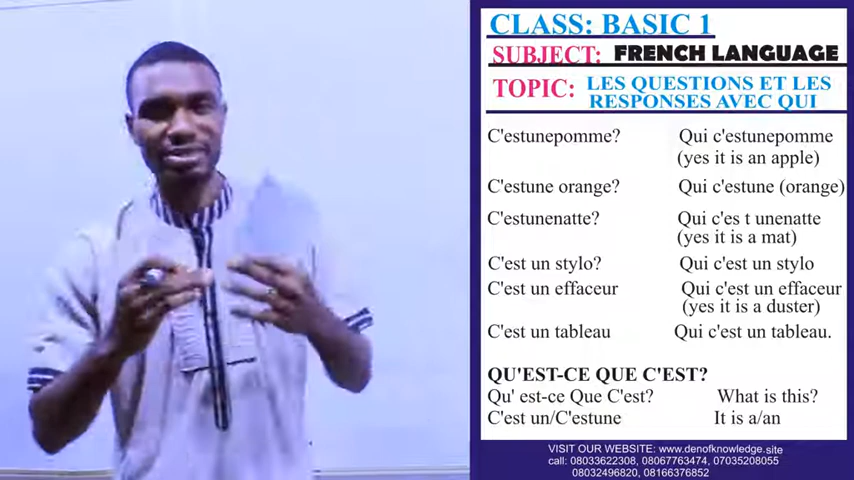 CLASS: BASIC 1
SUBJECT: FRENCH LANGUAGE
TOPIC: LES QUESTIONS ET LES
RESPONSES AVEC QUI
C'estunepomme? Qui c'estunepomme
(yes it is an apple)
C'estune orange? Qui c'estune (orange)
C'estunenatte? Qui c'es t unenatte
(yes it is a mat)
C'est un stylo? Qui c'est un stylo
C'est un effaceur Qui c'est un effaceur
(yes it is a duster)
C'est un tableau Qui c'est un tableau.
QU'EST-CE QUE C'EST?
Qu' est-ce Que C'est? What is this?
C'est un/C'estune It is a/an
VISIT OUR WEBSITE: www.denofknowledge.site
call: 08033622308, 08067763474, 07035208055
08032496820, 08166376852